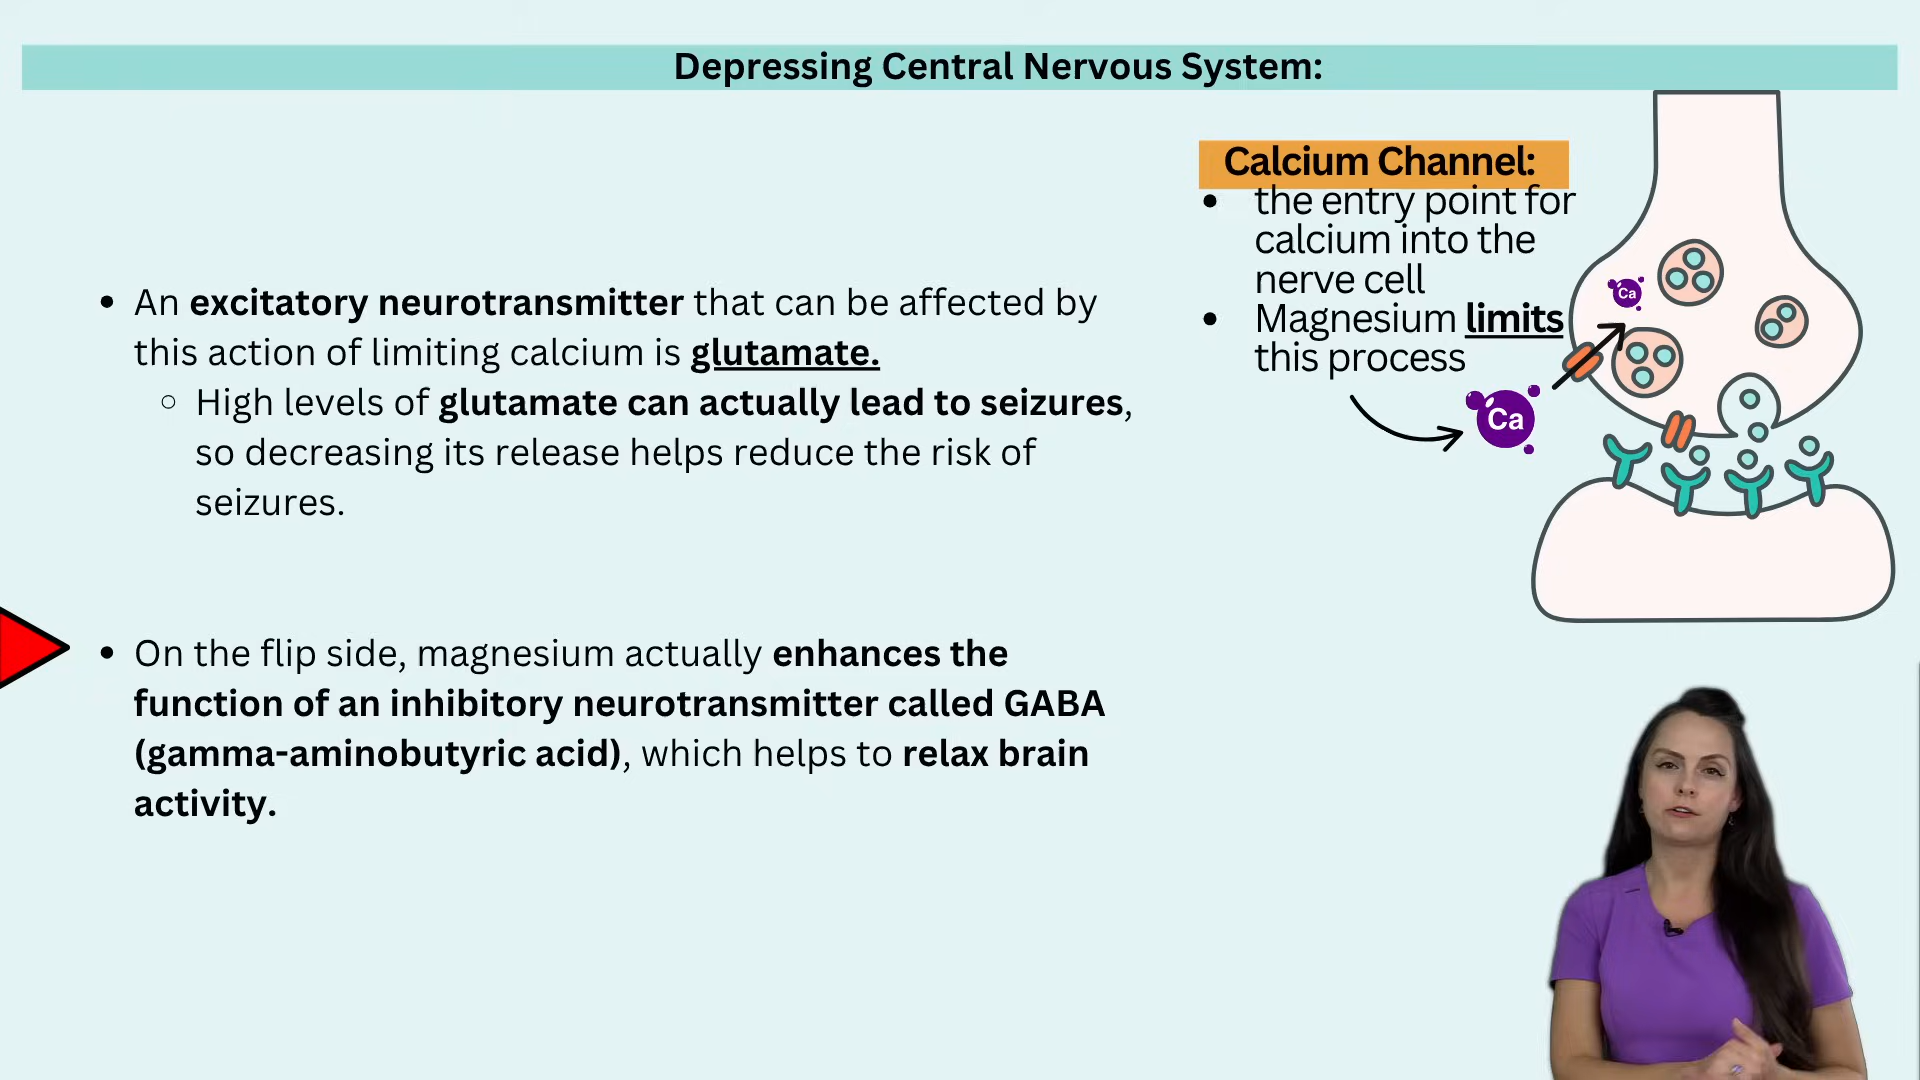 Depressing Central Nervous System:
• An excitatory neurotransmitter that can be affected by
this action of limiting calcium is glutamate.
○ High levels of glutamate can actually lead to seizures,
so decreasing its release helps reduce the risk of
seizures.
• On the flip side, magnesium actually enhances the
function of an inhibitory neurotransmitter called GABA
(gamma-aminobutyric acid), which helps to relax brain
activity.
Calcium Channel:
• the entry point for
calcium into the
nerve cell
• Magnesium limits
this process
Ca
Ca